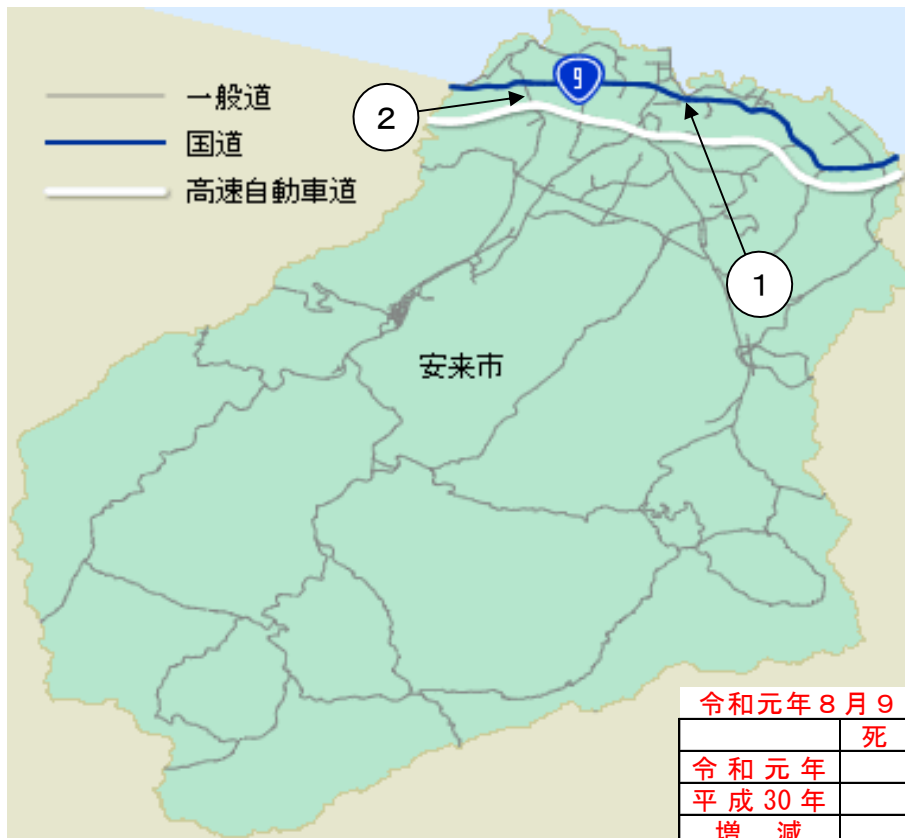 一般道
国道
高速自動車道
9
2
1
安来市
令和元年８月９
死
令和元年
平成30年
増減